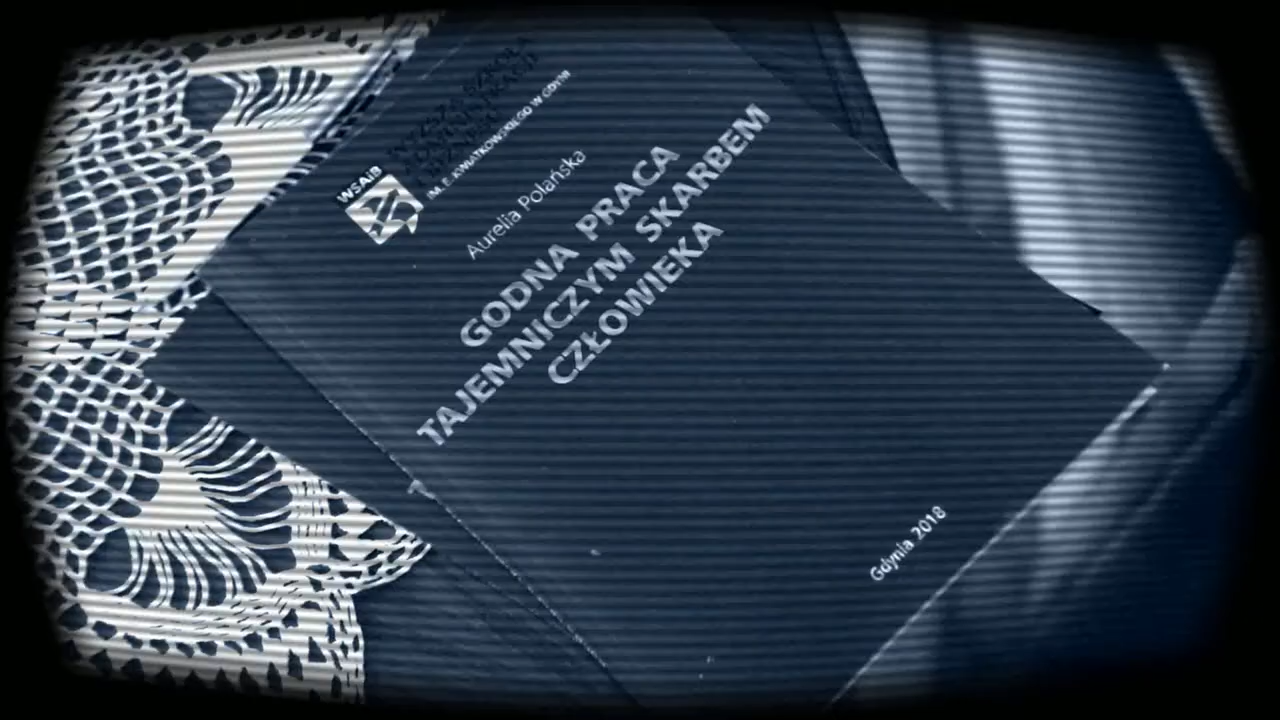 WSAiB
IM. E. KWIATKOWSKIEGO W GDYNI
Aurelia Polańska
GODNA PRACA
TAJEMNICZYM SKARBEM
CZŁOWIEKA
Gdynia 2018